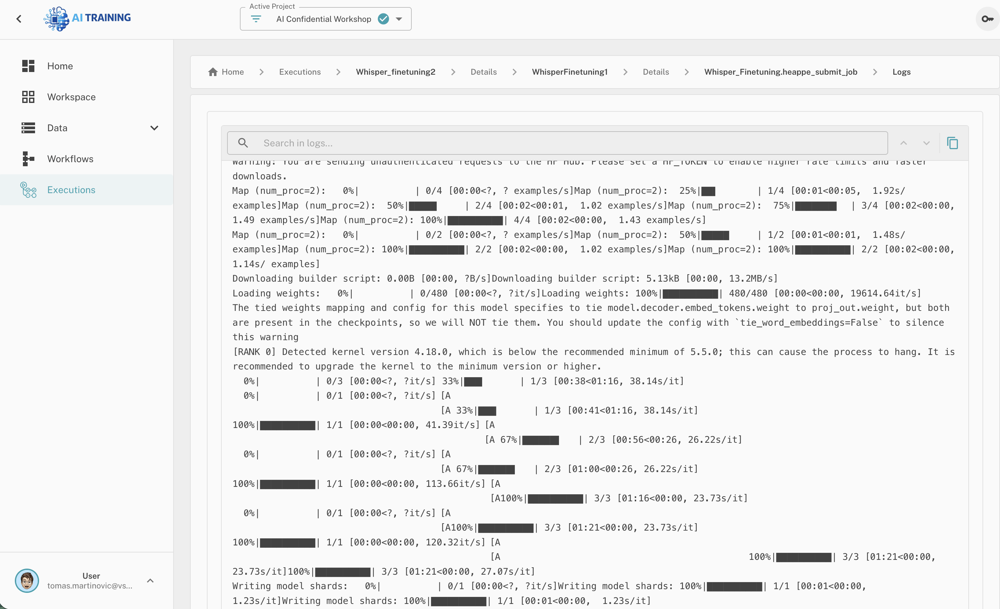 AI TRAINING
Active Project
AI Confidential Workshop
Home
Workspace
Data
Workflows
Executions
Home
Executions
Whisper_finetuning2
Details
WhisperFinetuning1
Details
Whisper_Finetuning.heappe_submit_job
Logs
Search in logs...
Warning: You are sending unauthenticated requests to the HF Hub. Please set a HF_TOKEN to enable higher rate limits and faster
downloads.
Map (num_proc=2):   0%|          | 0/4 [00:00<?, ? examples/s]Map (num_proc=2):  25%|██▌       | 1/4 [00:01<00:05,  1.92s/
examples]Map (num_proc=2):  50%|█████     | 2/4 [00:02<00:01,  1.02 examples/s]Map (num_proc=2):  75%|███████▌  | 3/4 [00:02<00:00,
1.49 examples/s]Map (num_proc=2): 100%|██████████| 4/4 [00:02<00:00,  1.43 examples/s]
Map (num_proc=2):   0%|          | 0/2 [00:00<?, ? examples/s]Map (num_proc=2):  50%|█████     | 1/2 [00:01<00:01,  1.48s/
examples]Map (num_proc=2): 100%|██████████| 2/2 [00:02<00:00,  1.02 examples/s]Map (num_proc=2): 100%|██████████| 2/2 [00:02<00:00,
1.14s/ examples]
Downloading builder script: 0.00B [00:00, ?B/s]Downloading builder script: 5.13kB [00:00, 13.2MB/s]
Loading weights:   0%|          | 0/480 [00:00<?, ?it/s]Loading weights: 100%|██████████| 480/480 [00:00<00:00, 19614.64it/s]
The tied weights mapping and config for this model specifies to tie model.decoder.embed_tokens.weight to proj_out.weight, but both
are present in the checkpoints, so we will NOT tie them. You should update the config with `tie_word_embeddings=False` to silence
this warning
[RANK 0] Detected kernel version 4.18.0, which is below the recommended minimum of 5.5.0; this can cause the process to hang. It is
recommended to upgrade the kernel to the minimum version or higher.
0%|          | 0/3 [00:00<?, ?it/s] 33%|███▎      | 1/3 [00:38<01:16, 38.14s/it]
0%|          | 0/1 [00:00<?, ?it/s] [A
[A 33%|███▎      | 1/3 [00:41<01:16, 38.14s/it]
100%|██████████| 1/1 [00:00<00:00, 41.39it/s] [A
[A 67%|██████▋   | 2/3 [00:56<00:26, 26.22s/it]
0%|          | 0/1 [00:00<?, ?it/s] [A
[A 67%|██████▋   | 2/3 [01:00<00:26, 26.22s/it]
100%|██████████| 1/1 [00:00<00:00, 113.66it/s] [A
[A100%|██████████| 3/3 [01:16<00:00, 23.73s/it]
0%|          | 0/1 [00:00<?, ?it/s] [A
[A100%|██████████| 3/3 [01:21<00:00, 23.73s/it]
100%|██████████| 1/1 [00:00<00:00, 120.32it/s] [A
[A 100%|██████████| 3/3 [01:21<00:00,
23.73s/it]100%|██████████| 3/3 [01:21<00:00, 27.07s/it]
Writing model shards:   0%|          | 0/1 [00:00<?, ?it/s]Writing model shards: 100%|██████████| 1/1 [00:01<00:00,
1.23s/it]Writing model shards: 100%|██████████| 1/1 [00:01<00:00,  1.23s/it]
User
tomas.martinovic@vs...